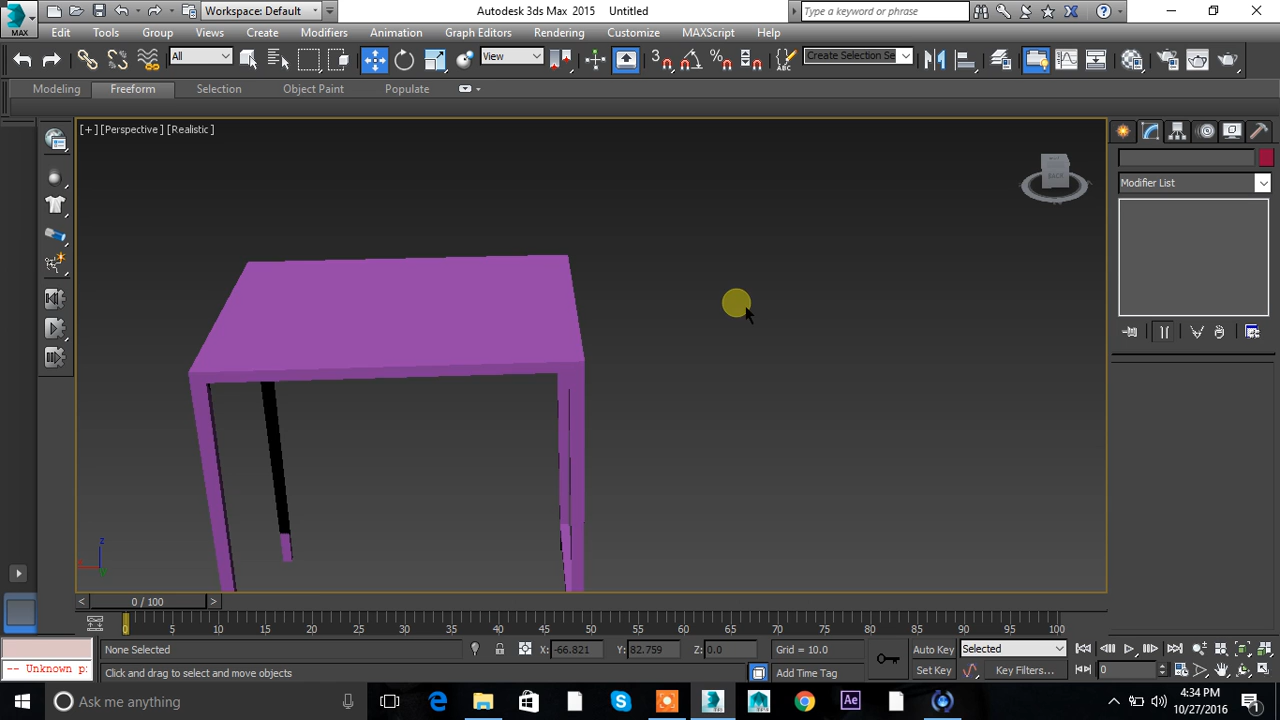 MAX
Workspace: Default
Autodesk 3ds Max 2015 Untitled
Type a keyword or phrase
Edit Tools Group Views Create Modifiers Animation Graph Editors Rendering Customize MAXScript Help
All View 3 Create Selection Se
Modeling Freeform Selection Object Paint Populate
[+] [Perspective ] [Realistic ]
BACK
Modifier List
z
0 / 100
0 5 10 15 20 25 30 35 40 45 50 55 60 65 70 75 80 85 90 95 100
None Selected X: -66.821 Y: 82.759 Z: 0.0 Grid = 10.0 Auto Key Selected
-- Unknown p Click and drag to select and move objects Add Time Tag Set Key Key Filters... 0
Ask me anything
Ae
4:34 PM
10/27/2016